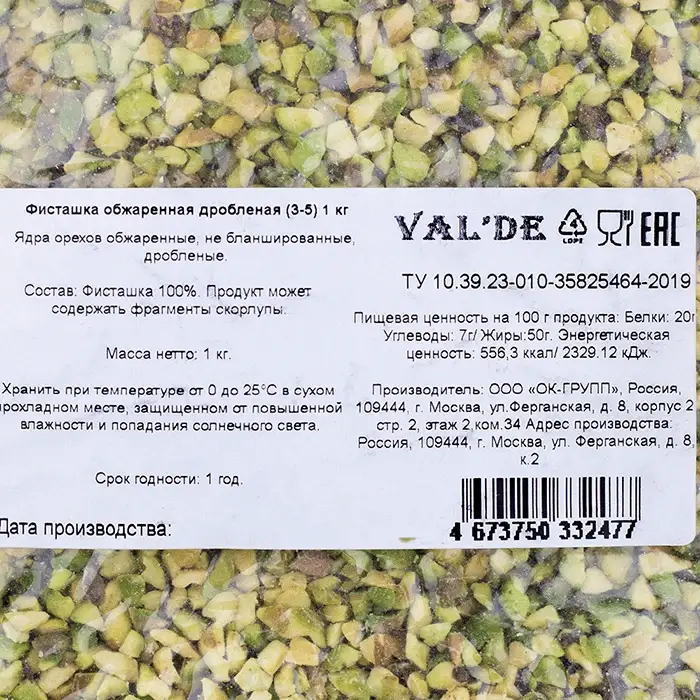 Фисташка обжаренная дробленая (3-5) 1 кг
Ядра орехов обжаренные, не бланшированные,
дробленые.
Состав: Фисташка 100%. Продукт может
содержать фрагменты скорлупы.
Масса нетто: 1 кг.
Хранить при температуре от 0 до 25°С в сухом
прохладном месте, защищенном от повышенной
влажности и попадания солнечного света.
Срок годности: 1 год.
Дата производства:
VAL'DE
4
LDPE
EAC
ТУ 10.39.23-010-35825464-2019
Пищевая ценность на 100 г продукта: Белки: 20г
Углеводы: 7г/ Жиры:50г. Энергетическая
ценность: 556,3 ккал/ 2329.12 кДж.
Производитель: ООО «ОК-ГРУПП», Россия,
109444, г. Москва, ул.Ферганская, д. 8, корпус 2
стр. 2, этаж 2,ком.34 Адрес производства:
Россия, 109444, г. Москва, ул. Ферганская, д. 8,
к.2
4 673750 332477